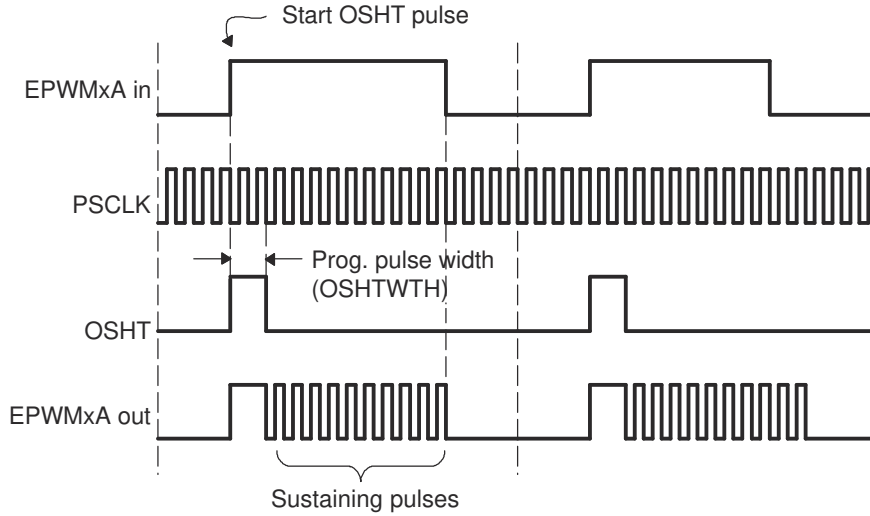 Start OSHT pulse
EPWMxA in
PSCLK
Prog. pulse width
(OSHTWTH)
OSHT
EPWMxA out
Sustaining pulses